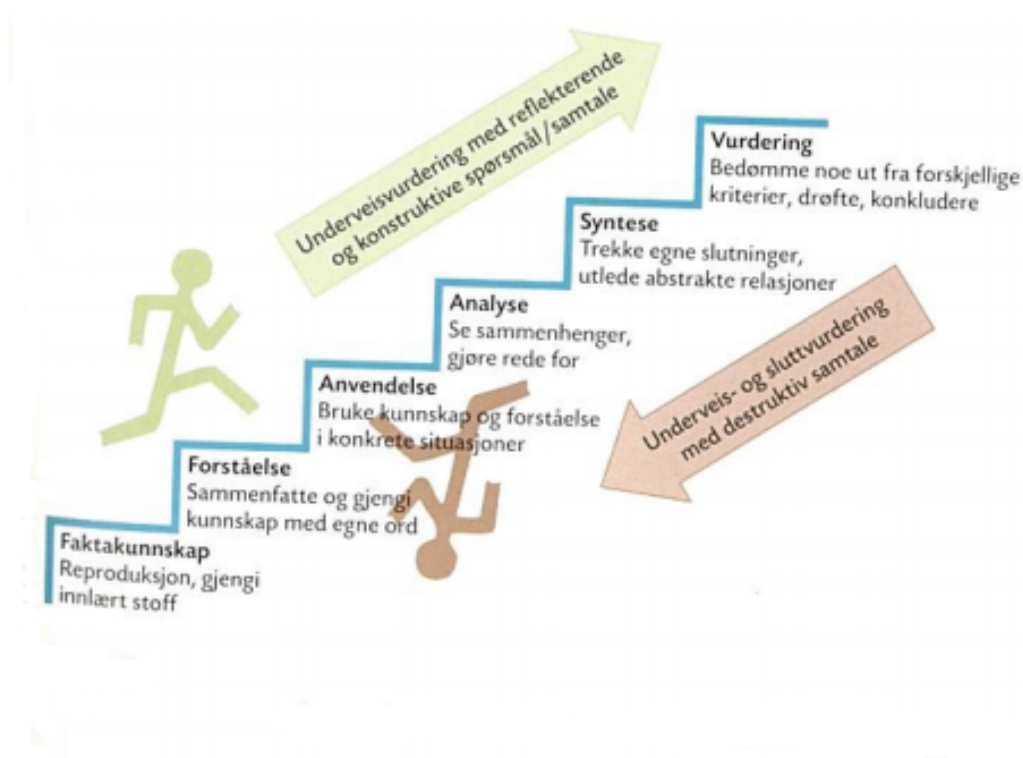 Underveisvurdering med reflekterende
og konstruktive spørsmål/samtale
Vurdering
Bedømme noe ut fra forskjellige
kriterier, drøfte, konkludere
Syntese
Trekke egne slutninger,
utlede abstrakte relasjoner
Analyse
Se sammenhenger,
gjøre rede for
Anvendelse
Bruke kunnskap og forståelse
i konkrete situasjoner
Forståelse
Sammenfatte og gjengi
kunnskap med egne ord
Faktakunnskap
Reproduksjon, gjengi
innlært stoff
Underveis- og sluttvurdering
med destruktiv samtale